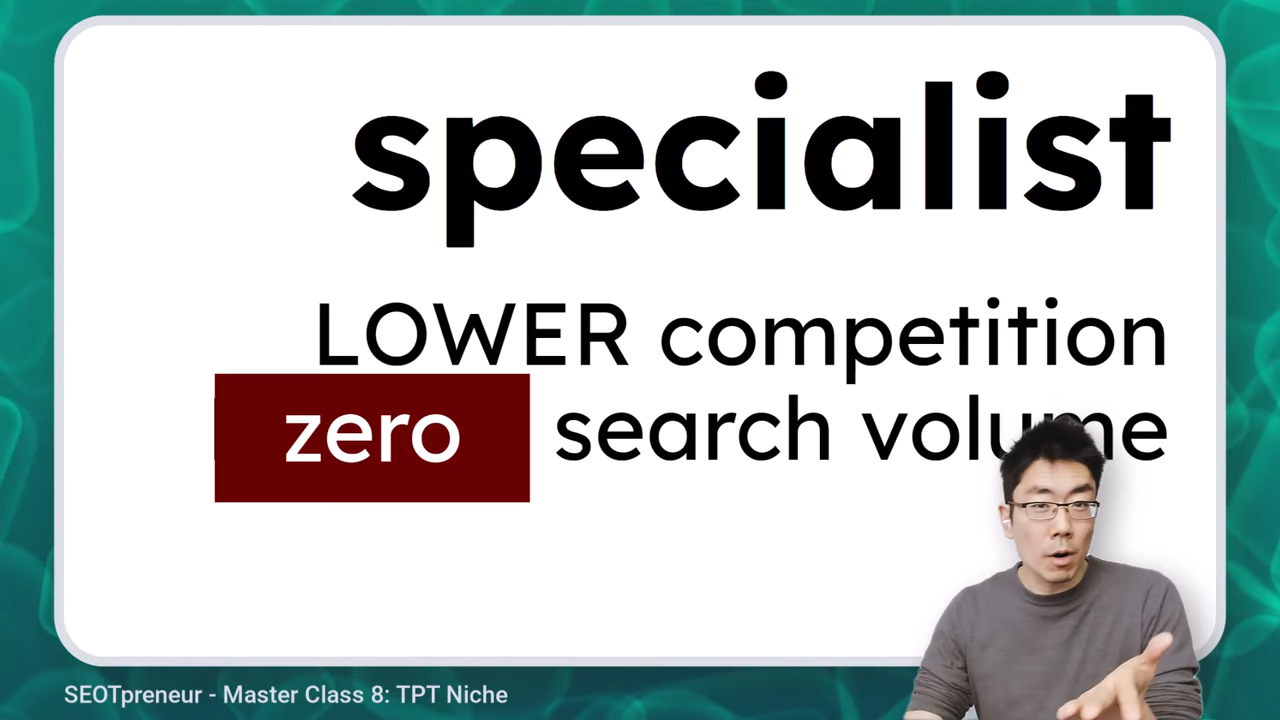 specialist
LOWER competition
zero search volume
SEOTpreneur - Master Class 8: TPT Niche